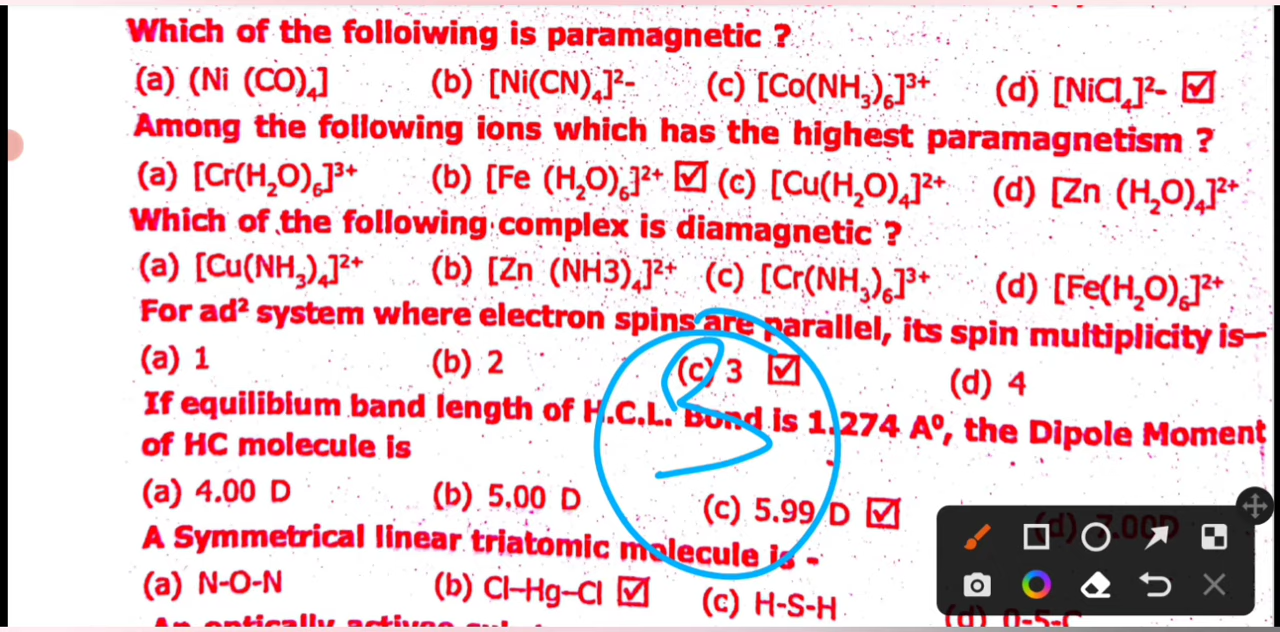 Which of the folloiwing is paramagnetic ?
(a) (Ni (CO)₄] (b) [Ni(CN)₄]²⁻ (c) [Co(NH₃)₆]³⁺ (d) [NiCl₄]²⁻ ☑
Among the following ions which has the highest paramagnetism ?
(a) [Cr(H₂O)₆]³⁺ (b) [Fe (H₂O)₆]²⁺ ☑ (c) [Cu(H₂O)₄]²⁺ (d) [Zn (H₂O)₄]²⁺
Which of the following complex is diamagnetic ?
(a) [Cu(NH₃)₄]²⁺ (b) [Zn (NH3)₄]²⁺ (c) [Cr(NH₃)₆]³⁺ (d) [Fe(H₂O)₆]²⁺
For ad² system where electron spins are parallel, its spin multiplicity is–
(a) 1 (b) 2 (c) 3 ☑ (d) 4
If equilibium band length of H.C.L. Bond is 1.274 A⁰, the Dipole Moment
of HC molecule is
(a) 4.00 D (b) 5.00 D (c) 5.99 D ☑ (d) 7.00D
A Symmetrical linear triatomic molecule is -
(a) N-O-N (b) Cl–Hg–Cl ☑ (c) H-S-H